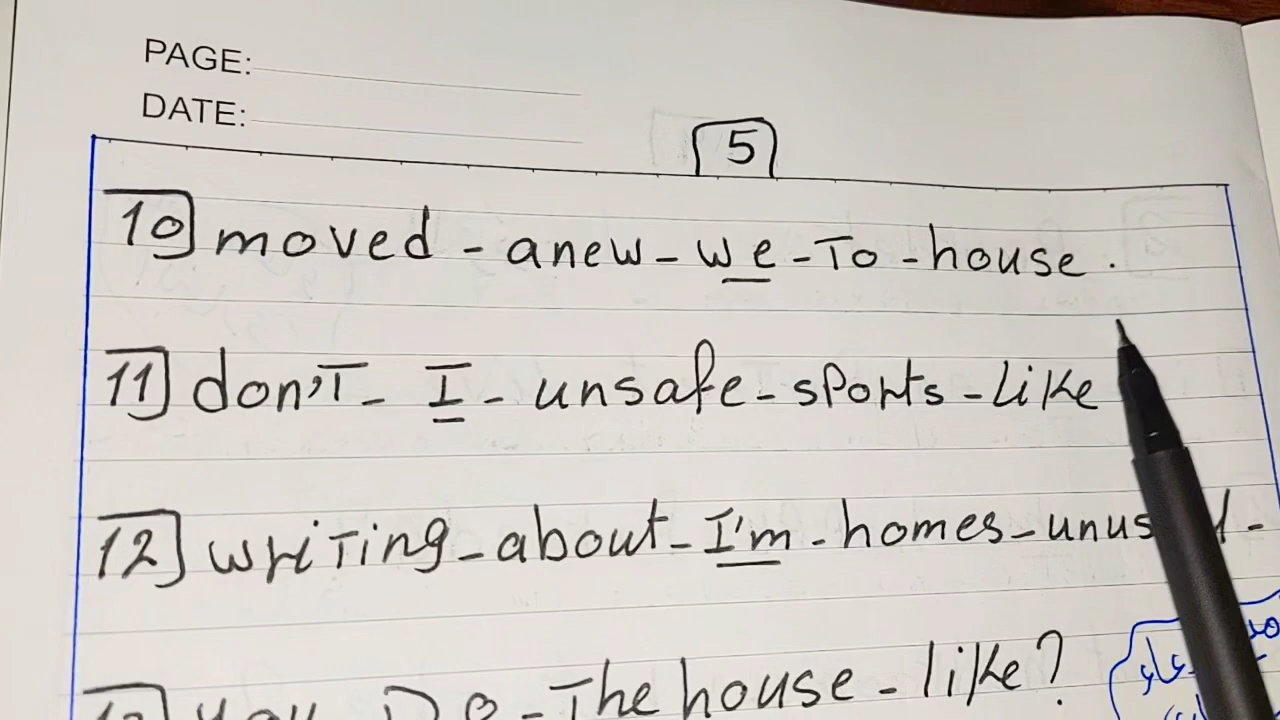 PAGE:
DATE:
5
10] moved - anew - we - To - house.
11] don'T - I - unsafe - sports - Like
12] writing - about - I'm - homes -
Do - The house - like?